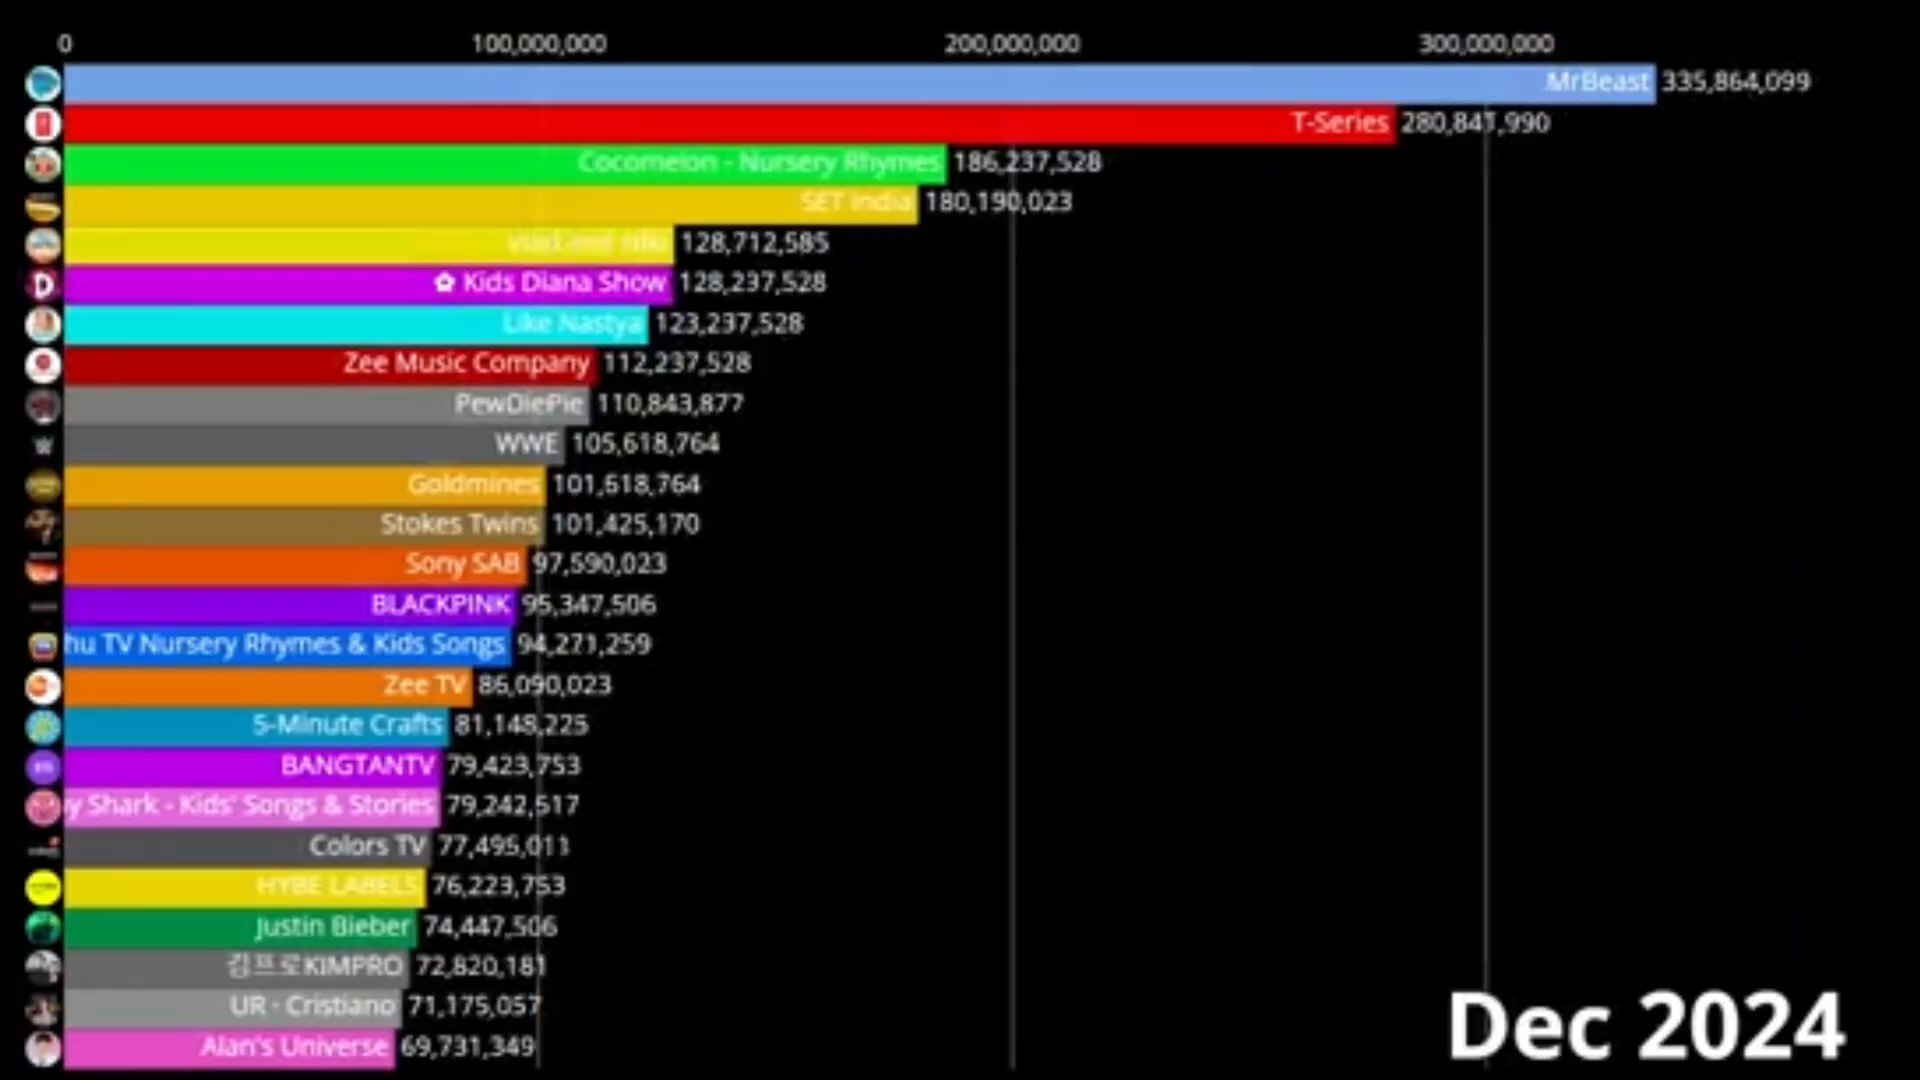 0 100,000,000 200,000,000 300,000,000
MrBeast 335,864,099
T-Series 280,841,990
Cocomelon - Nursery Rhymes 186,237,528
SET India 180,190,023
Vlad and Niki 128,712,585
✿ Kids Diana Show 128,237,528
Like Nastya 123,237,528
Zee Music Company 112,237,528
PewDiePie 110,843,877
WWE 105,618,764
Goldmines 101,618,764
Stokes Twins 101,425,170
Sony SAB 97,590,023
BLACKPINK 95,347,506
hu TV Nursery Rhymes & Kids Songs 94,271,259
Zee TV 86,090,023
5-Minute Crafts 81,148,225
BANGTANTV 79,423,753
y Shark - Kids' Songs & Stories 79,242,517
Colors TV 77,495,011
HYBE LABELS 76,223,753
Justin Bieber 74,447,506
김프로KIMPRO 72,820,181
UR · Cristiano 71,175,057
Alan's Universe 69,731,349
Dec 2024